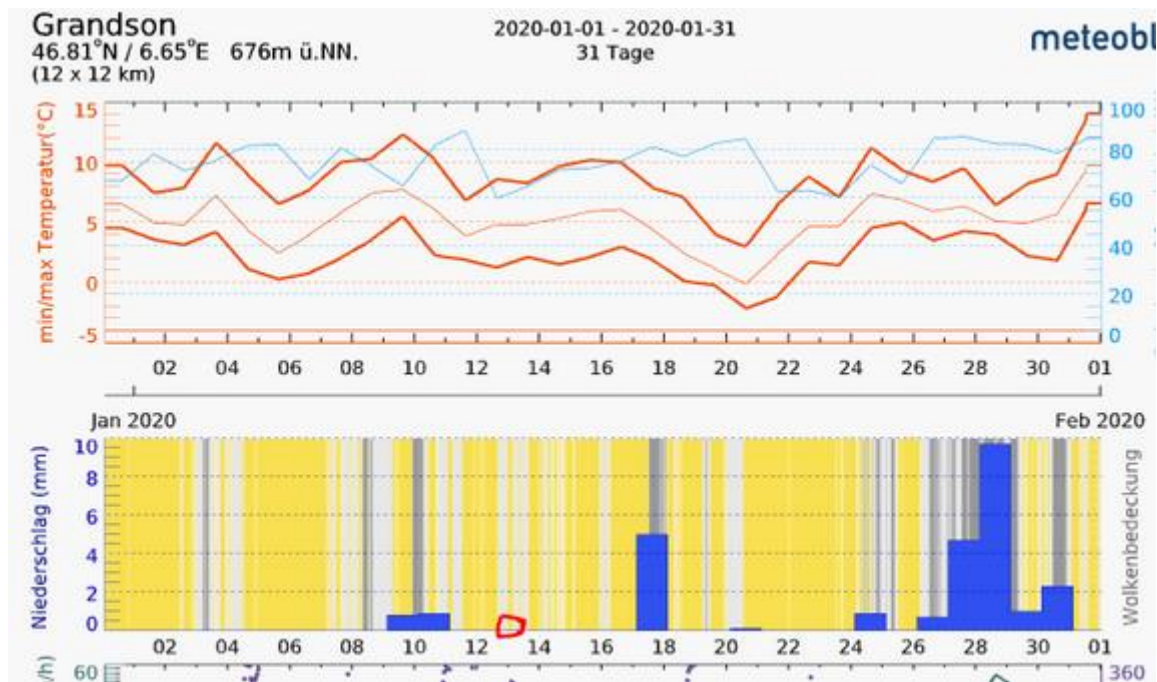 Grandson
46.81°N / 6.65°E 676m ü.NN.
(12 x 12 km)
2020-01-01 - 2020-01-31
31 Tage
meteobl
min/max Temperatur(°C)
15
10
5
0
-5
100
80
60
40
20
0
02 04 06 08 10 12 14 16 18 20 22 24 26 28 30 01
Jan 2020 Feb 2020
Niederschlag (mm)
10
8
6
4
2
0
Wolkenbedeckung
02 04 06 08 10 12 14 16 18 20 22 24 26 28 30 01
/h)
60
360